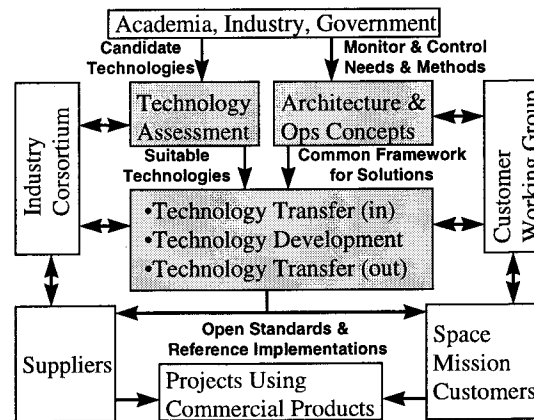 Academia, Industry, Government
Candidate
Technologies
Monitor & Control
Needs & Methods
Technology
Assessment
Architecture &
Ops Concepts
Industry
Consortium
Customer
Working Group
Suitable
Technologies
Common Framework
for Solutions
•Technology Transfer (in)
•Technology Development
•Technology Transfer (out)
Open Standards &
Reference Implementations
Suppliers
Space
Mission
Customers
Projects Using
Commercial Products